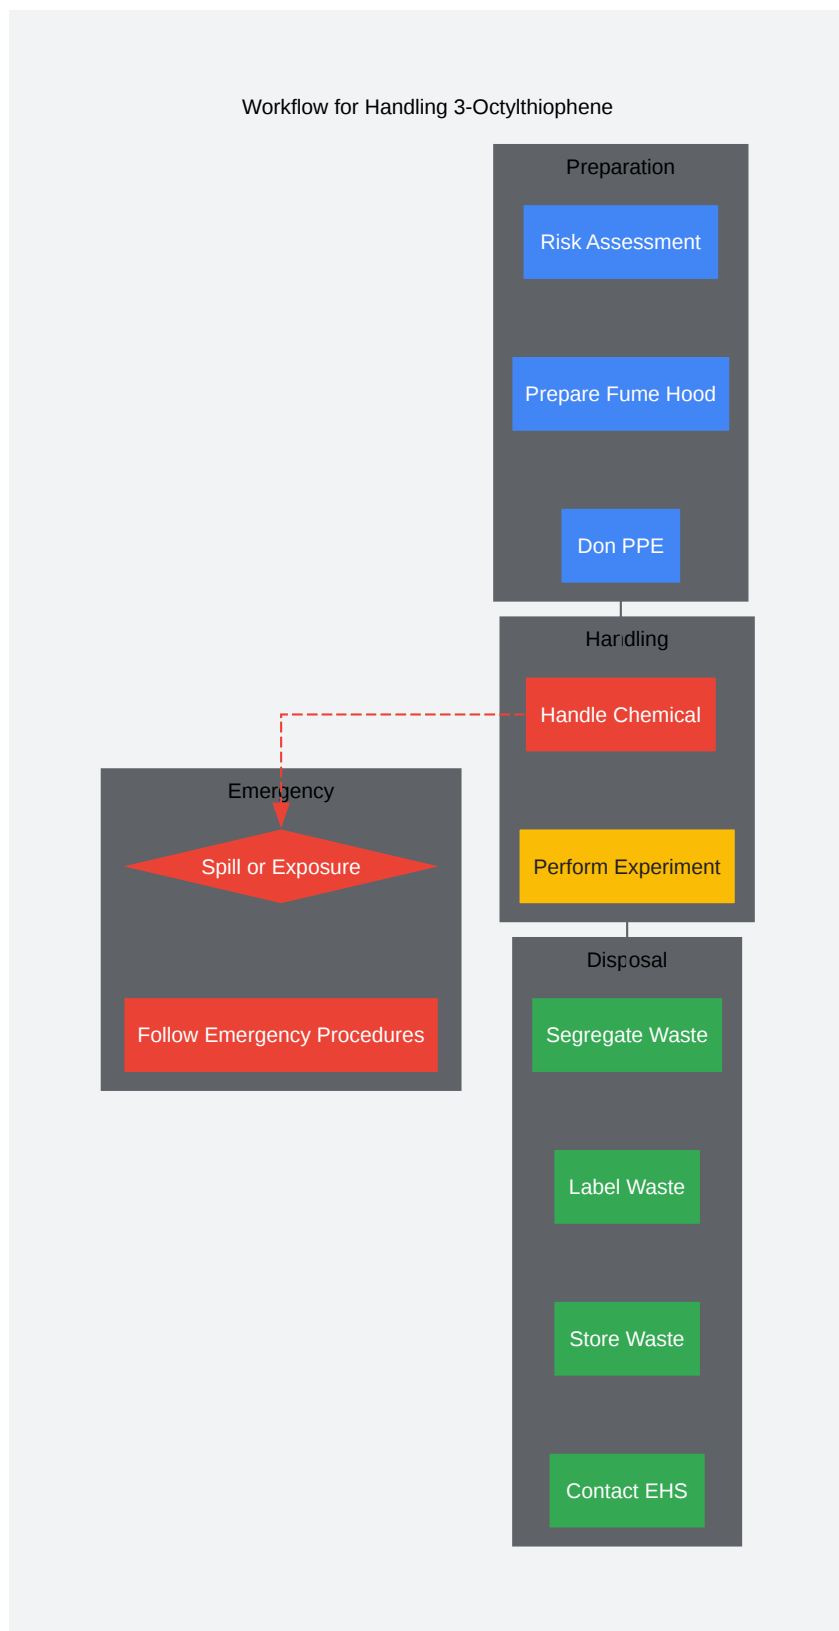 Workflow for Handling 3-Octylthiophene
Preparation
Risk Assessment
Prepare Fume Hood
Don PPE
Handling
Handle Chemical
Perform Experiment
Emergency
Spill or Exposure
Follow Emergency Procedures
Disposal
Segregate Waste
Label Waste
Store Waste
Contact EHS